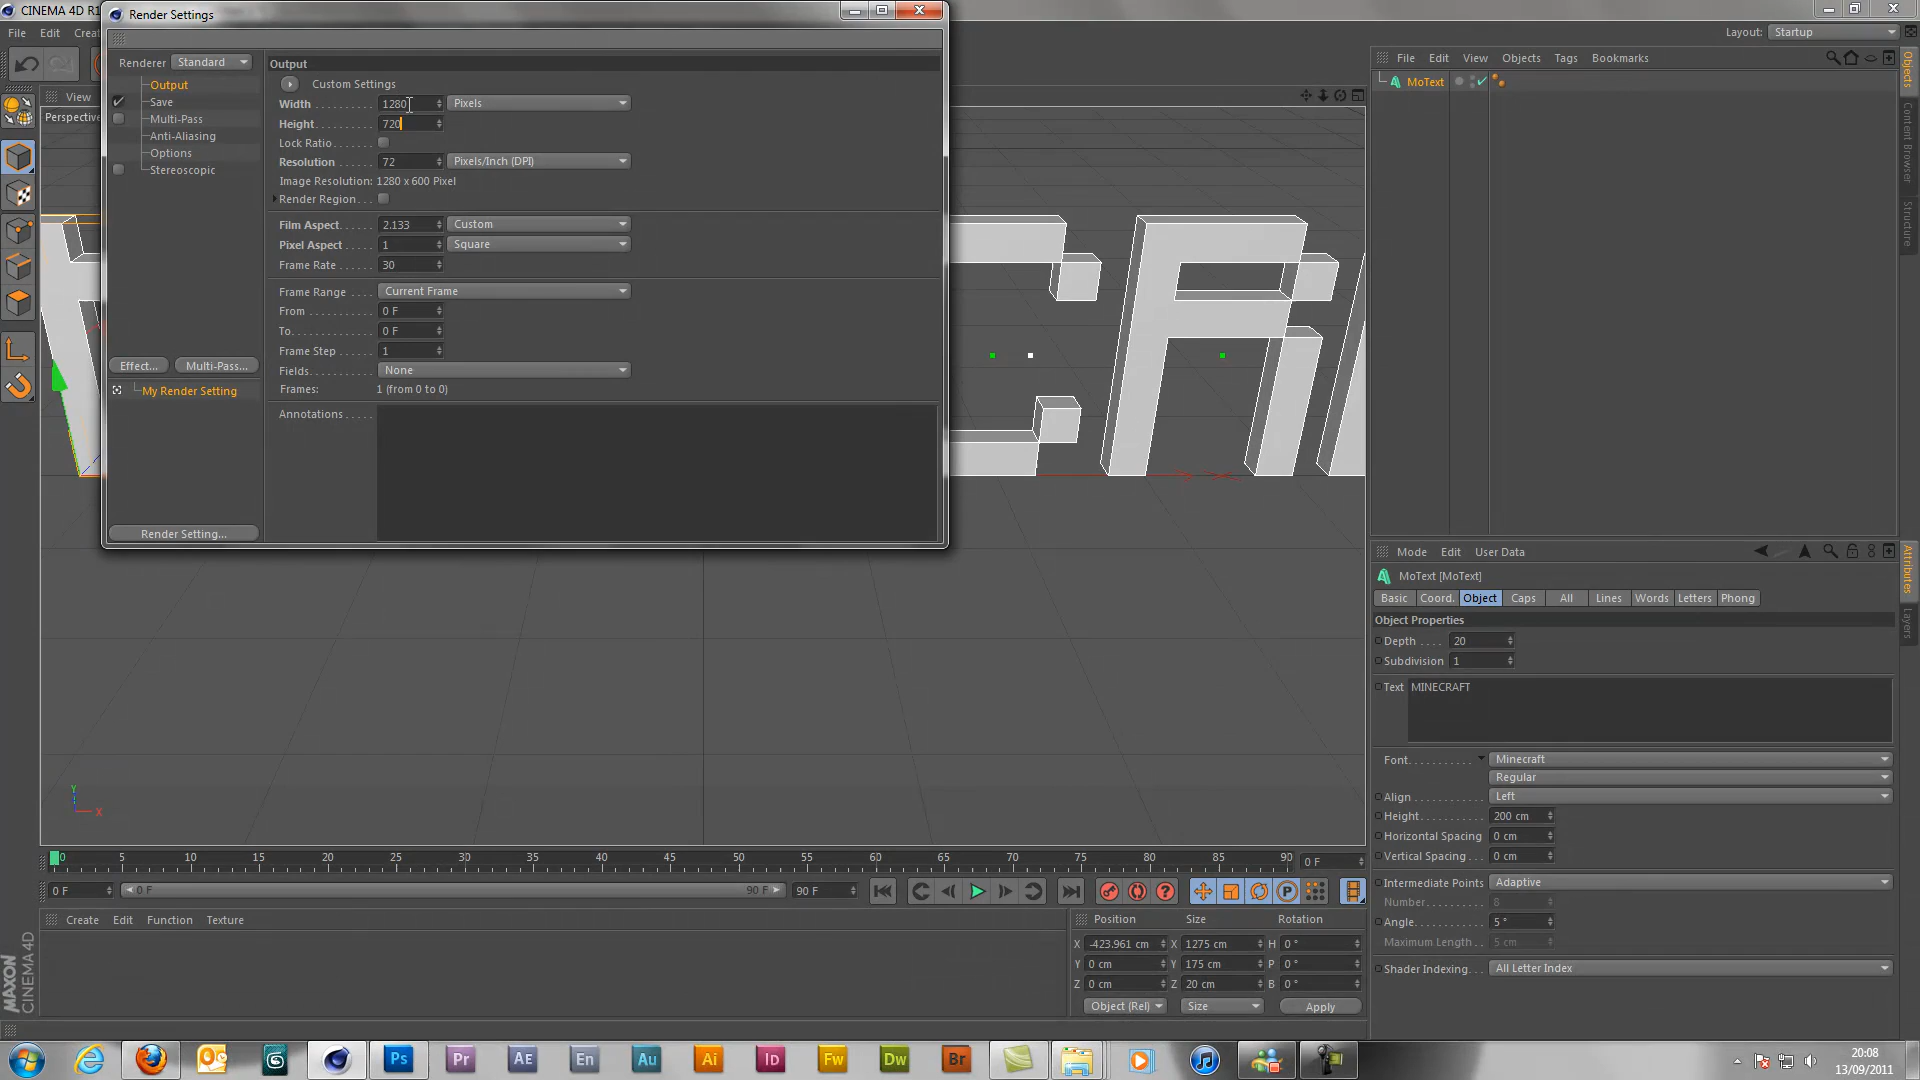 CINEMA 4D R1
Render Settings
File Edit Crea
Layout: Startup
Renderer Standard
Output
Save
Multi-Pass
Anti-Aliasing
Options
Stereoscopic
Effect... Multi-Pass...
My Render Setting
Render Setting...
Output
Custom Settings
Width . . . . . . . . . . 1280 Pixels
Height . . . . . . . . . . 720
Lock Ratio . . . . . . .
Resolution . . . . . . . 72 Pixels/Inch (DPI)
Image Resolution: 1280 x 600 Pixel
Render Region . . . .
Film Aspect . . . . . 2.133 Custom
Pixel Aspect . . . . . 1 Square
Frame Rate . . . . . . 30
Frame Range . . . . . Current Frame
From . . . . . . . . . . 0 F
To . . . . . . . . . . . . 0 F
Frame Step . . . . . . 1
Fields . . . . . . . . . . None
Frames: 1 (from 0 to 0)
Annotations . . . . .
View
Perspective
File Edit View Objects Tags Bookmarks
MoText
Objects
Content Browser
Structure
Mode Edit User Data
MoText [MoText]
Basic Coord. Object Caps All Lines Words Letters Phong
Object Properties
Depth . . . . 20
Subdivision 1
Text MINECRAFT
Font . . . . . . . . . . . Minecraft
Regular
Align . . . . . . . . . . . Left
Height . . . . . . . . . . 200 cm
Horizontal Spacing 0 cm
Vertical Spacing . . . 0 cm
Intermediate Points Adaptive
Number . . . . . . . . 8
Angle . . . . . . . . . . 5 °
Maximum Length . . 5 cm
Shader Indexing . . . All Letter Index
Attributes
Layers
Y
X
0 5 10 15 20 25 30 35 40 45 50 55 60 65 70 75 80 85 90 0 F
0 F 0 F 90 F 90 F
P
Create Edit Function Texture
Position Size Rotation
X -423.961 cm X 1275 cm H 0 °
Y 0 cm Y 175 cm P 0 °
Z 0 cm Z 20 cm B 0 °
Object (Rel) Size Apply
MAXON
CINEMA 4D
Ps Pr AE En Au Ai Id Fw Dw Br
20:08
13/09/2011